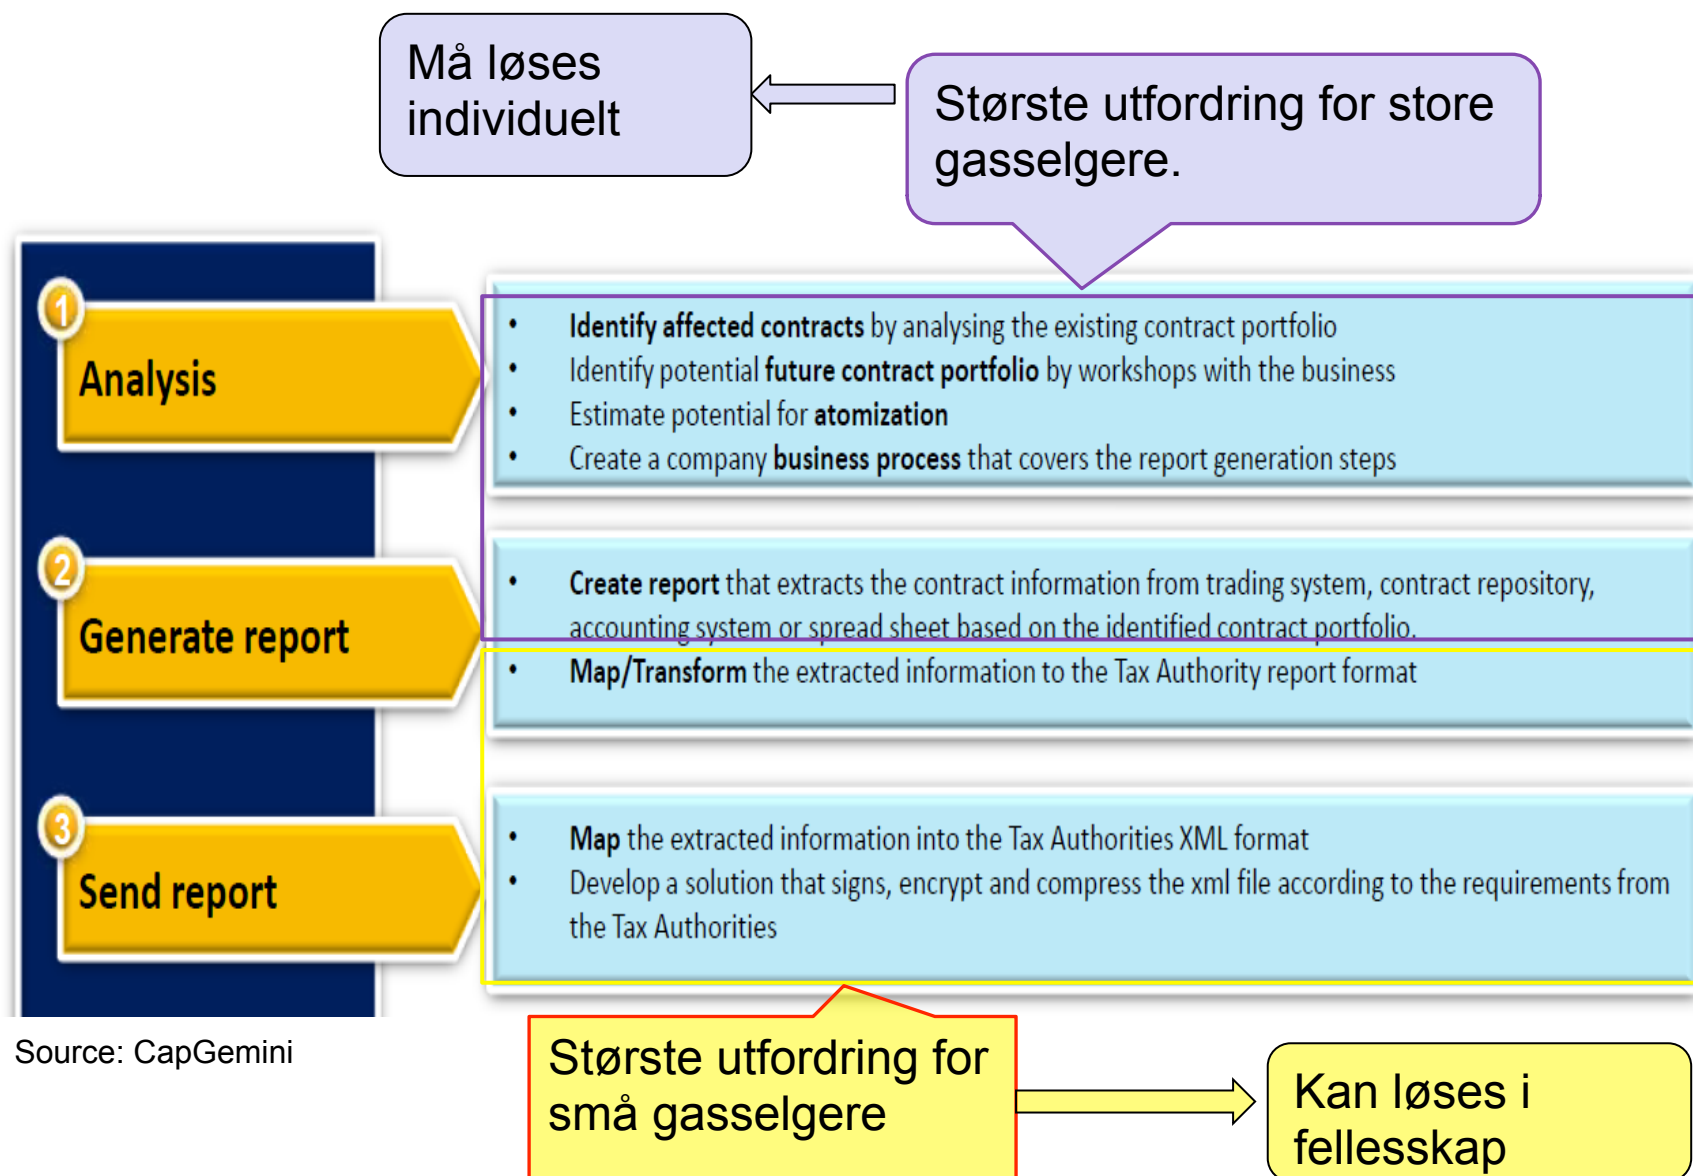 Må løses
individuelt
Største utfordring for store
gasselgere.
1
Analysis
• Identify affected contracts by analysing the existing contract portfolio
• Identify potential future contract portfolio by workshops with the business
• Estimate potential for atomization
• Create a company business process that covers the report generation steps
2
Generate report
• Create report that extracts the contract information from trading system, contract repository,
accounting system or spread sheet based on the identified contract portfolio.
• Map/Transform the extracted information to the Tax Authority report format
3
Send report
• Map the extracted information into the Tax Authorities XML format
• Develop a solution that signs, encrypt and compress the xml file according to the requirements from
the Tax Authorities
Source: CapGemini
Største utfordring for
små gasselgere
Kan løses i
fellesskap